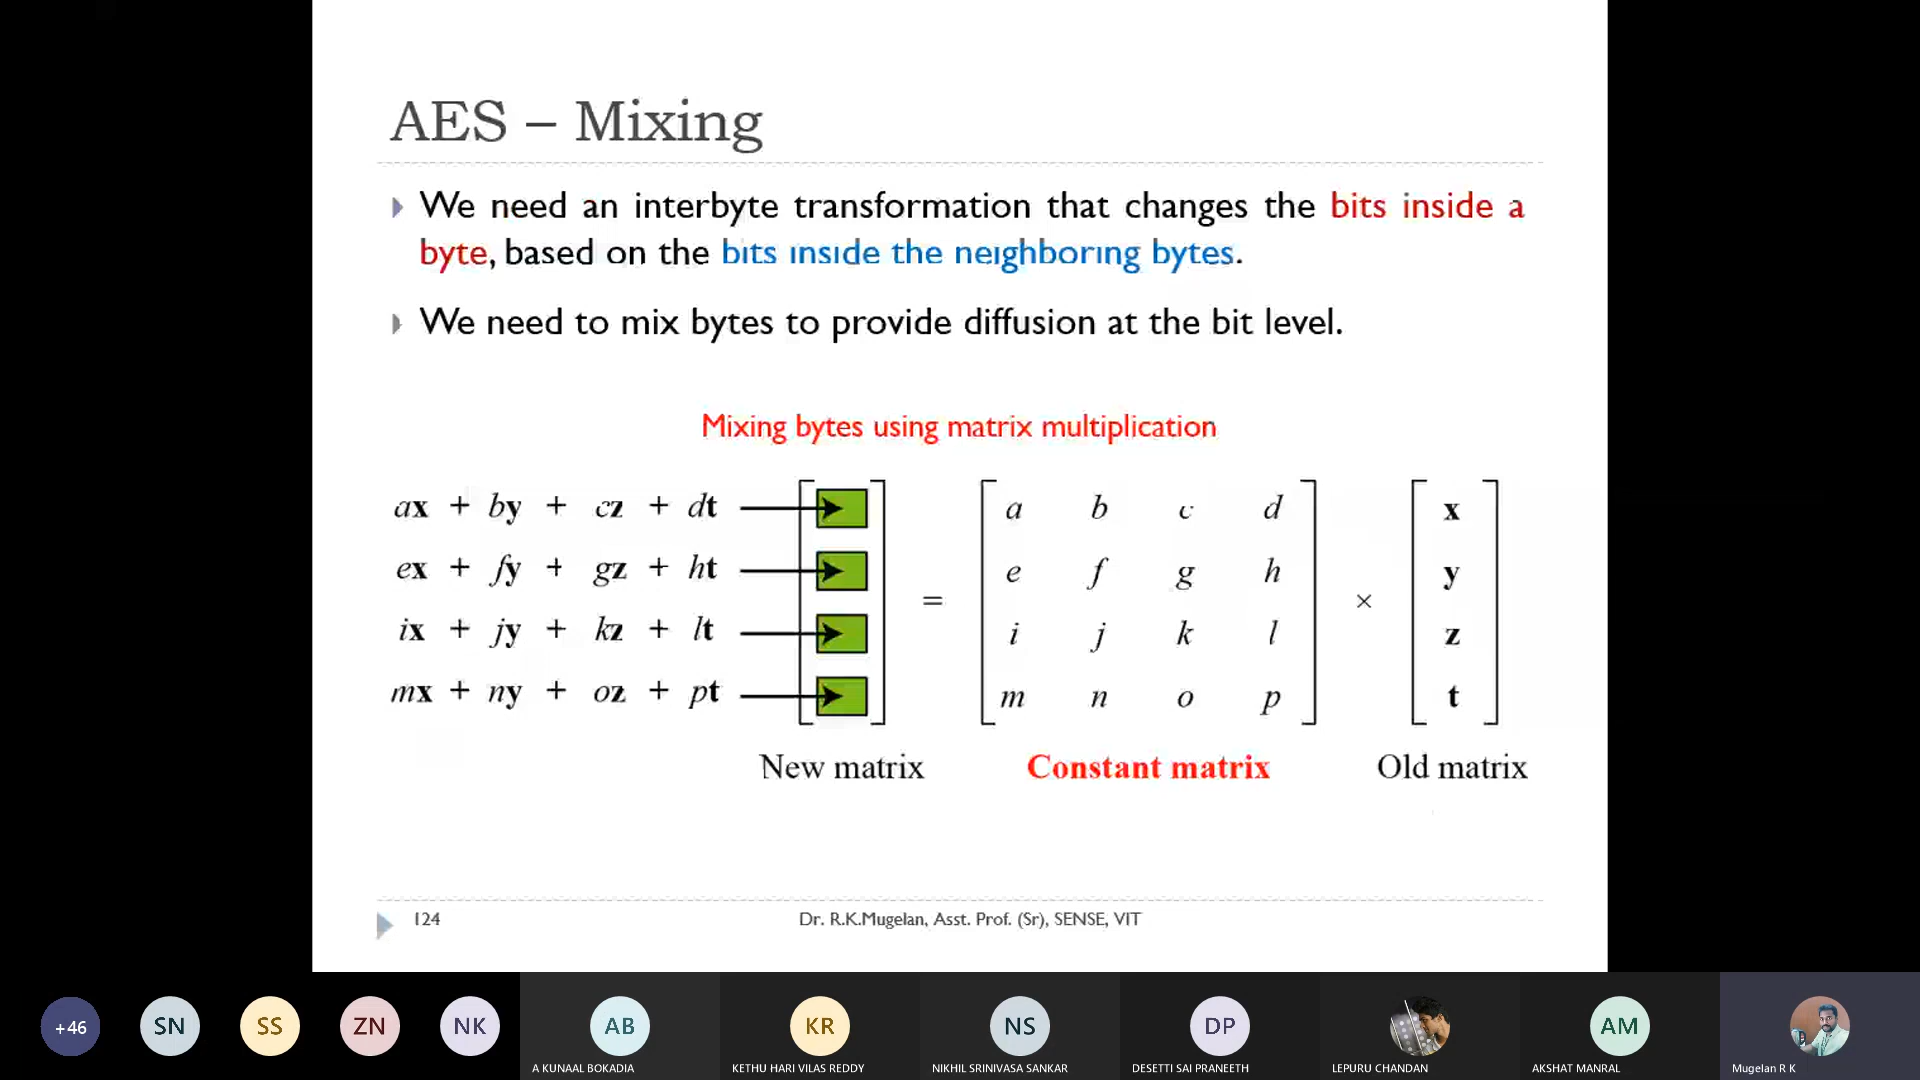 AES – Mixing
We need an interbyte transformation that changes the bits inside a
byte, based on the bits inside the neighboring bytes.
We need to mix bytes to provide diffusion at the bit level.
Mixing bytes using matrix multiplication
ax + by + cz + dt
ex + fy + gz + ht
ix + jy + kz + lt
mx + ny + oz + pt
=
a b c d
e f g h
i j k l
m n o p
×
x
y
z
t
New matrix
Constant matrix
Old matrix
124
Dr. R.K.Mugelan, Asst. Prof. (Sr), SENSE, VIT
+46 SN SS ZN NK AB KR NS DP AM
A KUNAAL BOKADIA KETHU HARI VILAS REDDY NIKHIL SRINIVASA SANKAR DESETTI SAI PRANEETH LEPURU CHANDAN AKSHAT MANRAL Mugelan R K